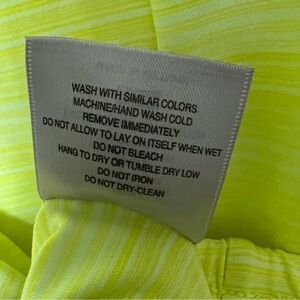 WASH WITH SIMILAR COLORS
MACHINE/HAND WASH COLD
REMOVE IMMEDIATELY
DO NOT ALLOW TO LAY ON ITSELF WHEN WET
DO NOT BLEACH
HANG TO DRY OR TUMBLE DRY LOW
DO NOT IRON
DO NOT DRY-CLEAN